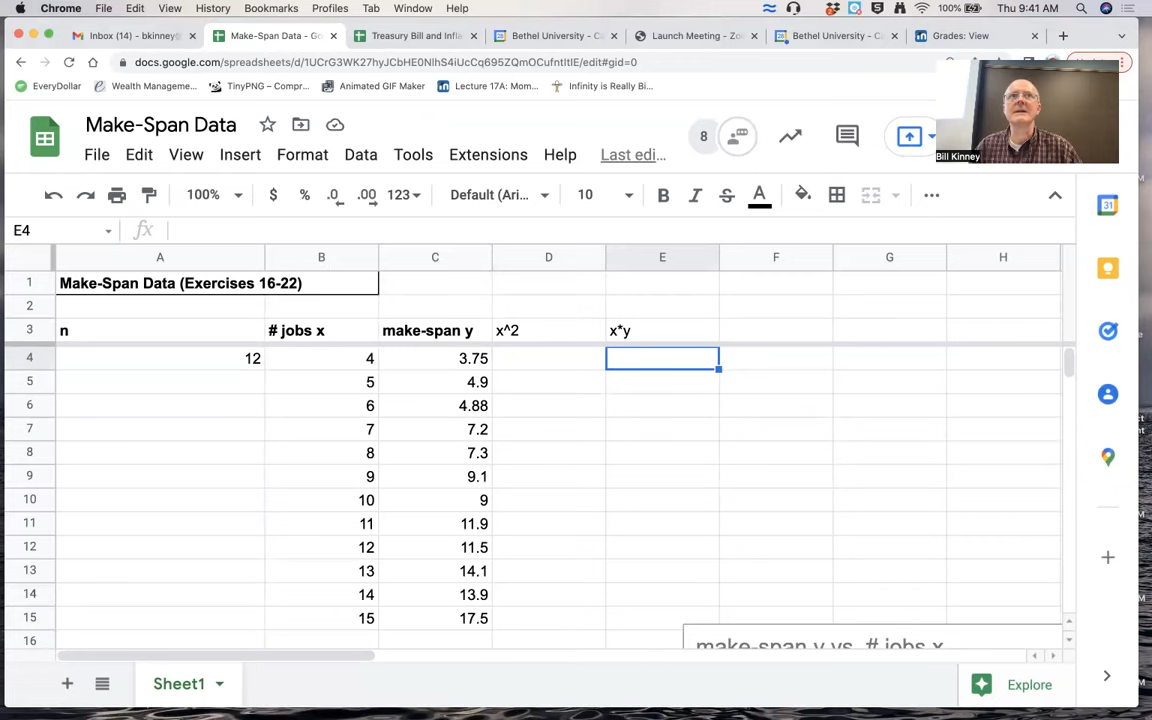 Chrome File Edit View History Bookmarks Profiles Tab Window Help 5 100% Thu 9:41 AM
Inbox (14) – bkinney@ × Make-Span Data - Go × Treasury Bill and Infle × Bethel University - Ca × Launch Meeting - Zoo × Bethel University - Ca × Grades: View ×
docs.google.com/spreadsheets/d/1UCrG3WK27hyJCbHE0NlhS4iUcCq695ZQmOCufntItIE/edit#gid=0
EveryDollar Wealth Manageme... TinyPNG – Compr... Animated GIF Maker Lecture 17A: Mom... Infinity is Really Bi...
Make-Span Data
8
File Edit View Insert Format Data Tools Extensions Help Last edi...
Bill Kinney
100% $ % .0 .00 123 Default (Ari... 10 B I S A ...
31
E4 fx
A B C D E F G H
1 Make-Span Data (Exercises 16-22)
2
3 n # jobs x make-span y x^2 x*y
4 12 4 3.75
5 5 4.9
6 6 4.88
7 7 7.2
8 8 7.3
9 9 9.1
10 10 9
11 11 11.9
12 12 11.5
13 13 14.1
14 14 13.9
15 15 17.5
16
make-span y vs. # jobs x
Sheet1 Explore